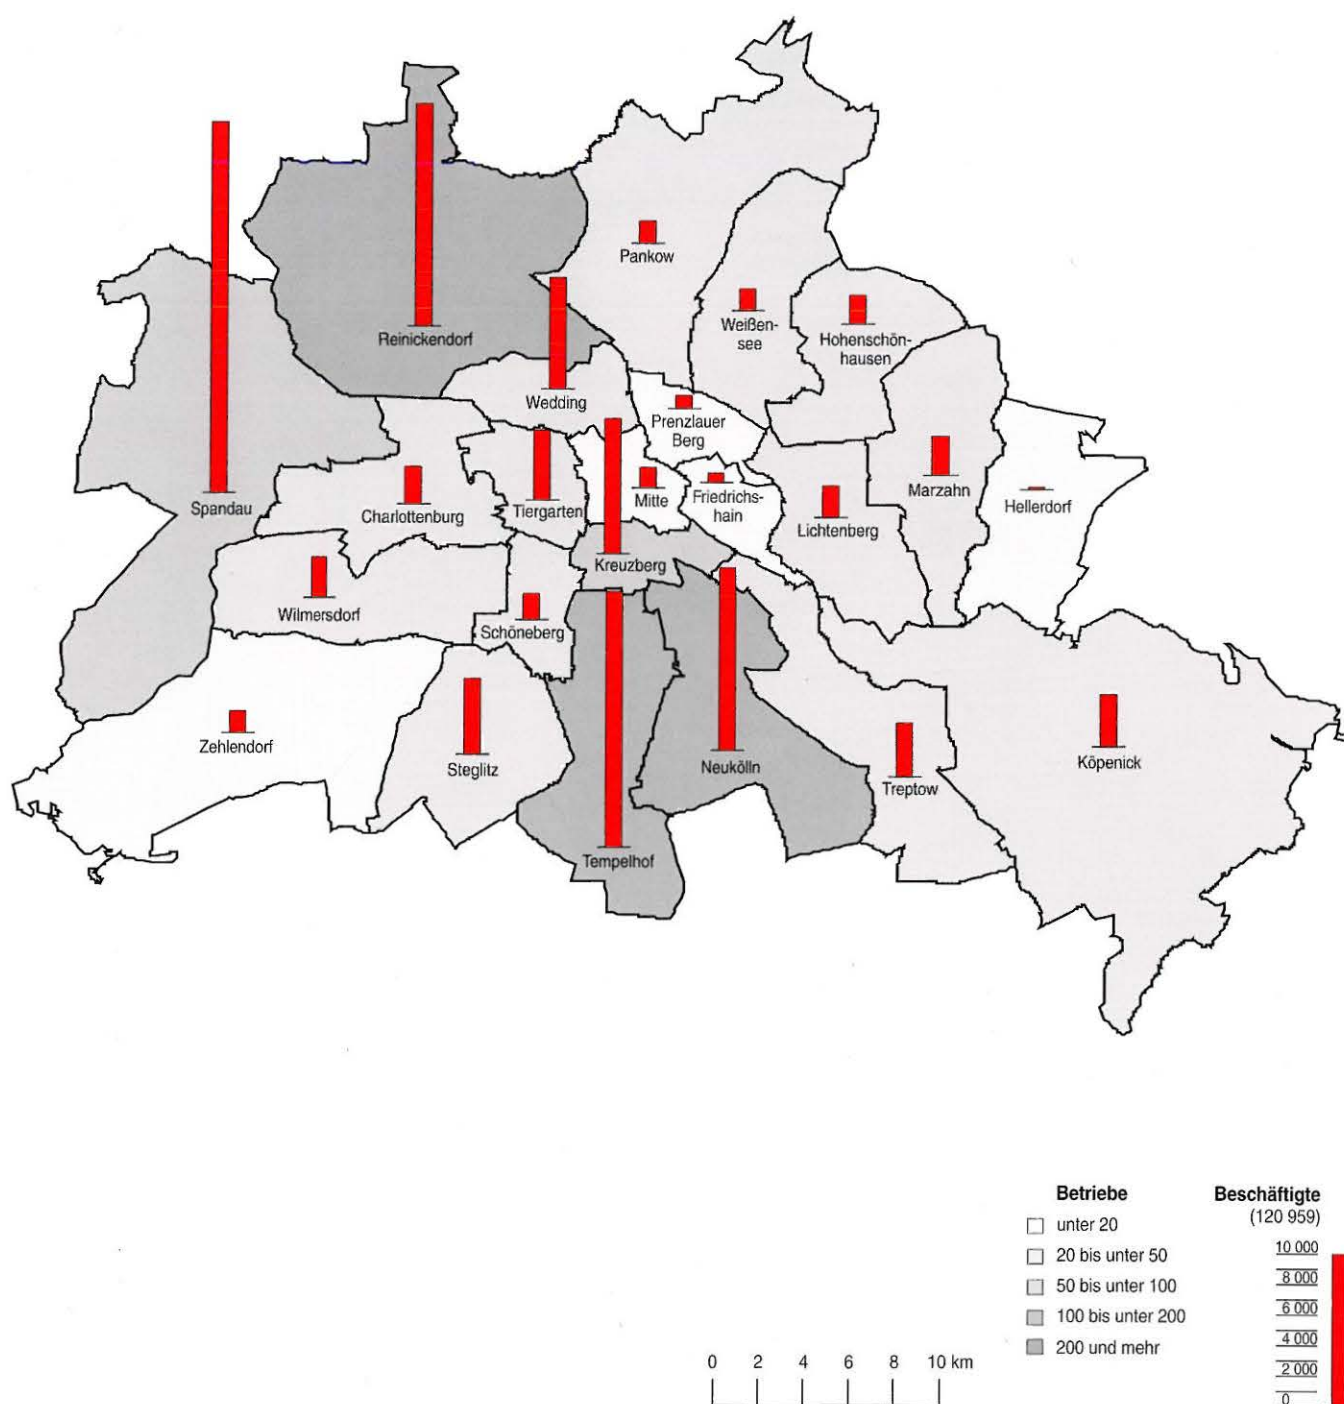 Pankow
Weißen-
see
Hohenschön-
hausen
Reinickendorf
Wedding
Prenzlauer
Berg
Marzahn
Hellerdorf
Mitte
Friedrichs-
hain
Spandau
Charlottenburg
Tiergarten
Lichtenberg
Kreuzberg
Wilmersdorf
Schöneberg
Zehlendorf
Steglitz
Neukölln
Köpenick
Treptow
Tempelhof
Betriebe
unter 20
20 bis unter 50
50 bis unter 100
100 bis unter 200
200 und mehr
Beschäftigte
(120 959)
10 000
8 000
6 000
4 000
2 000
0
0 2 4 6 8 10 km